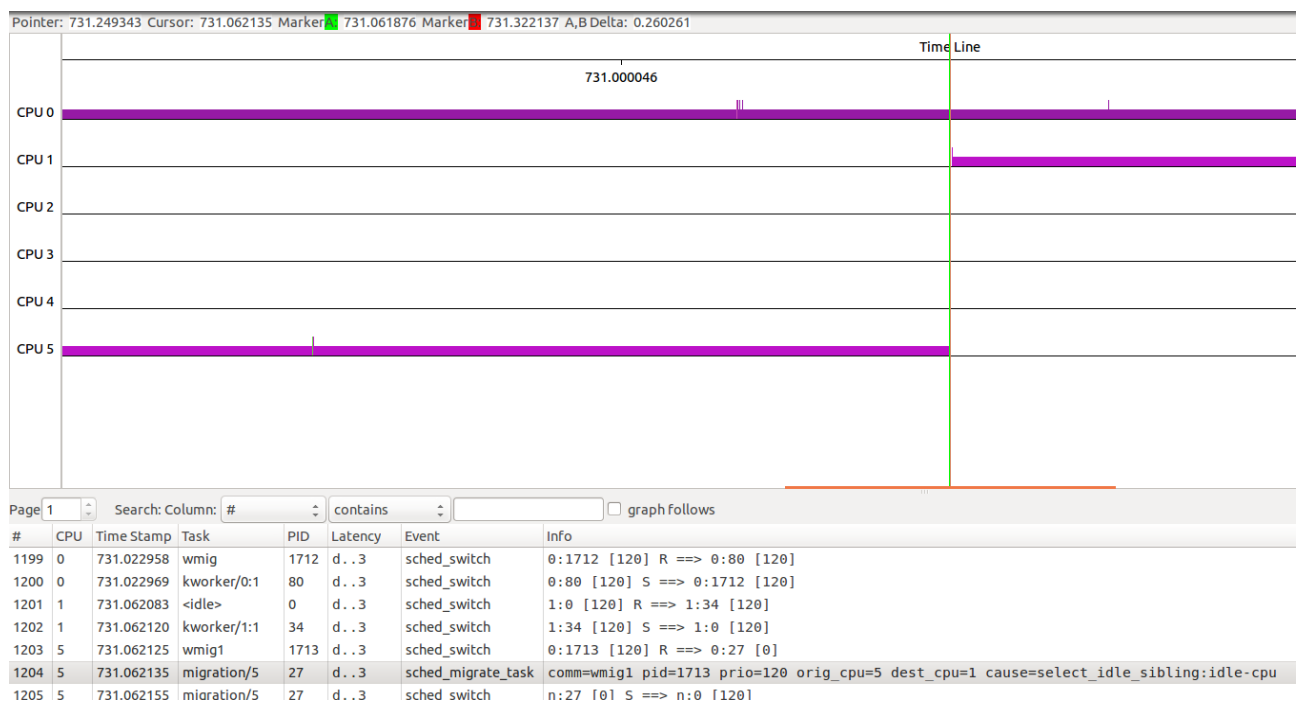 Pointer: 731.249343 Cursor: 731.062135 Marker A: 731.061876 Marker B: 731.322137 A,B Delta: 0.260261
Time Line
731.000046
CPU 0
CPU 1
CPU 2
CPU 3
CPU 4
CPU 5
Page 1 Search: Column: # contains graph follows
# CPU Time Stamp Task PID Latency Event Info
1199 0 731.022958 wmig 1712 d..3 sched_switch 0:1712 [120] R ==> 0:80 [120]
1200 0 731.022969 kworker/0:1 80 d..3 sched_switch 0:80 [120] S ==> 0:1712 [120]
1201 1 731.062083 <idle> 0 d..3 sched_switch 1:0 [120] R ==> 1:34 [120]
1202 1 731.062120 kworker/1:1 34 d..3 sched_switch 1:34 [120] S ==> 1:0 [120]
1203 5 731.062125 wmig1 1713 d..3 sched_switch 0:1713 [120] R ==> 0:27 [0]
1204 5 731.062135 migration/5 27 d..3 sched_migrate_task comm=wmig1 pid=1713 prio=120 orig_cpu=5 dest_cpu=1 cause=select_idle_sibling:idle-cpu
1205 5 731.062155 migration/5 27 d..3 sched_switch n:27 [0] S ==> n:0 [120]